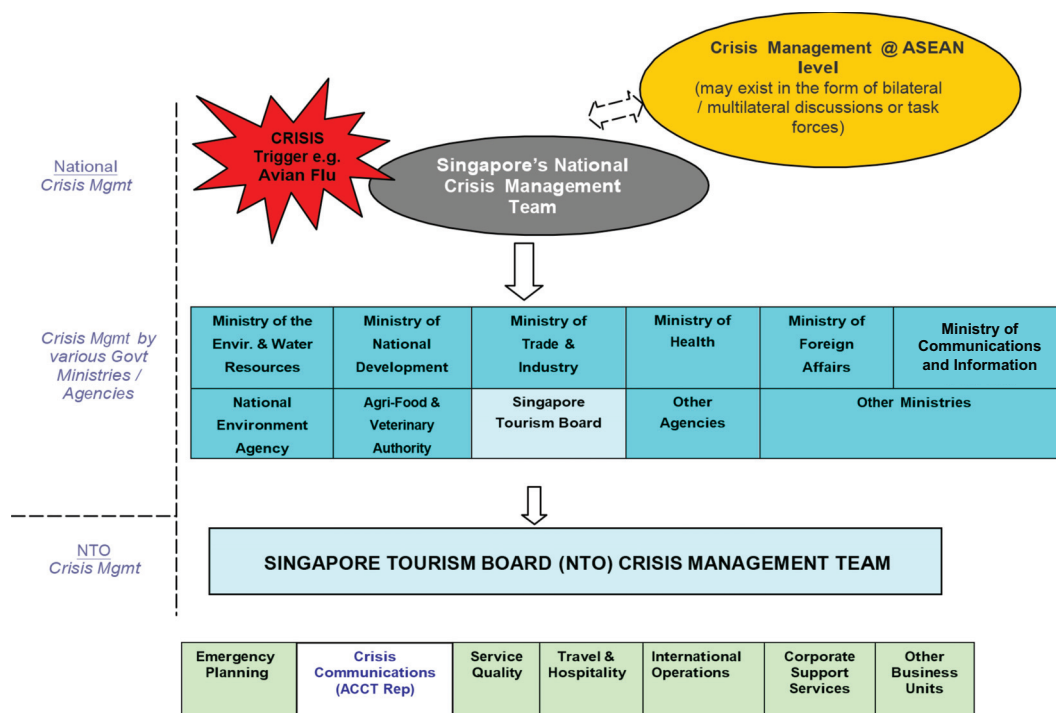 Crisis Management @ ASEAN
level
(may exist in the form of bilateral
/ multilateral discussions or task
forces)
CRISIS
Trigger e.g.
Avian Flu
National
Crisis Mgmt
Singapore's National
Crisis Management
Team
Crisis Mgmt by
various Govt
Ministries /
Agencies
Ministry of the
Envir. & Water
Resources
Ministry of
National
Development
Ministry of
Trade &
Industry
Ministry of
Health
Ministry of
Foreign
Affairs
Ministry of
Communications
and Information
National
Environment
Agency
Agri-Food &
Veterinary
Authority
Singapore
Tourism Board
Other
Agencies
Other Ministries
NTO
Crisis Mgmt
SINGAPORE TOURISM BOARD (NTO) CRISIS MANAGEMENT TEAM
Emergency
Planning
Crisis
Communications
(ACCT Rep)
Service
Quality
Travel &
Hospitality
International
Operations
Corporate
Support
Services
Other
Business
Units